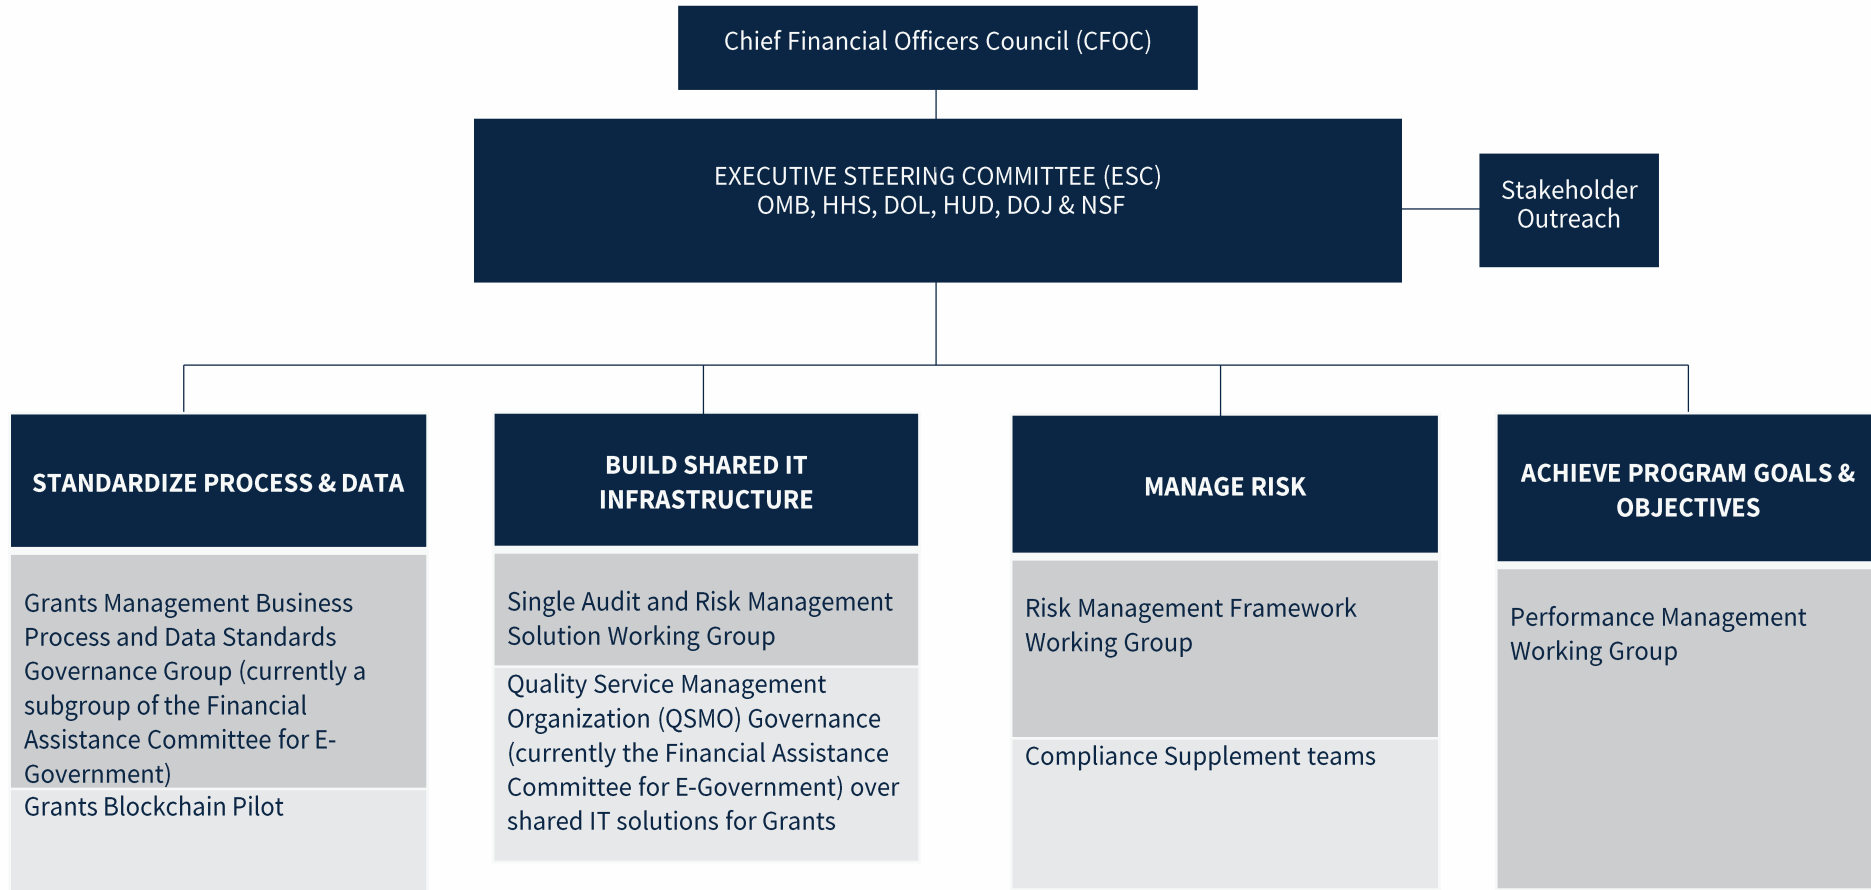 Chief Financial Officers Council (CFOC)
EXECUTIVE STEERING COMMITTEE (ESC)
OMB, HHS, DOL, HUD, DOJ & NSF
Stakeholder
Outreach
STANDARDIZE PROCESS & DATA
Grants Management Business
Process and Data Standards
Governance Group (currently a
subgroup of the Financial
Assistance Committee for E-
Government)
Grants Blockchain Pilot
BUILD SHARED IT
INFRASTRUCTURE
Single Audit and Risk Management
Solution Working Group
Quality Service Management
Organization (QSMO) Governance
(currently the Financial Assistance
Committee for E-Government) over
shared IT solutions for Grants
MANAGE RISK
Risk Management Framework
Working Group
Compliance Supplement teams
ACHIEVE PROGRAM GOALS &
OBJECTIVES
Performance Management
Working Group